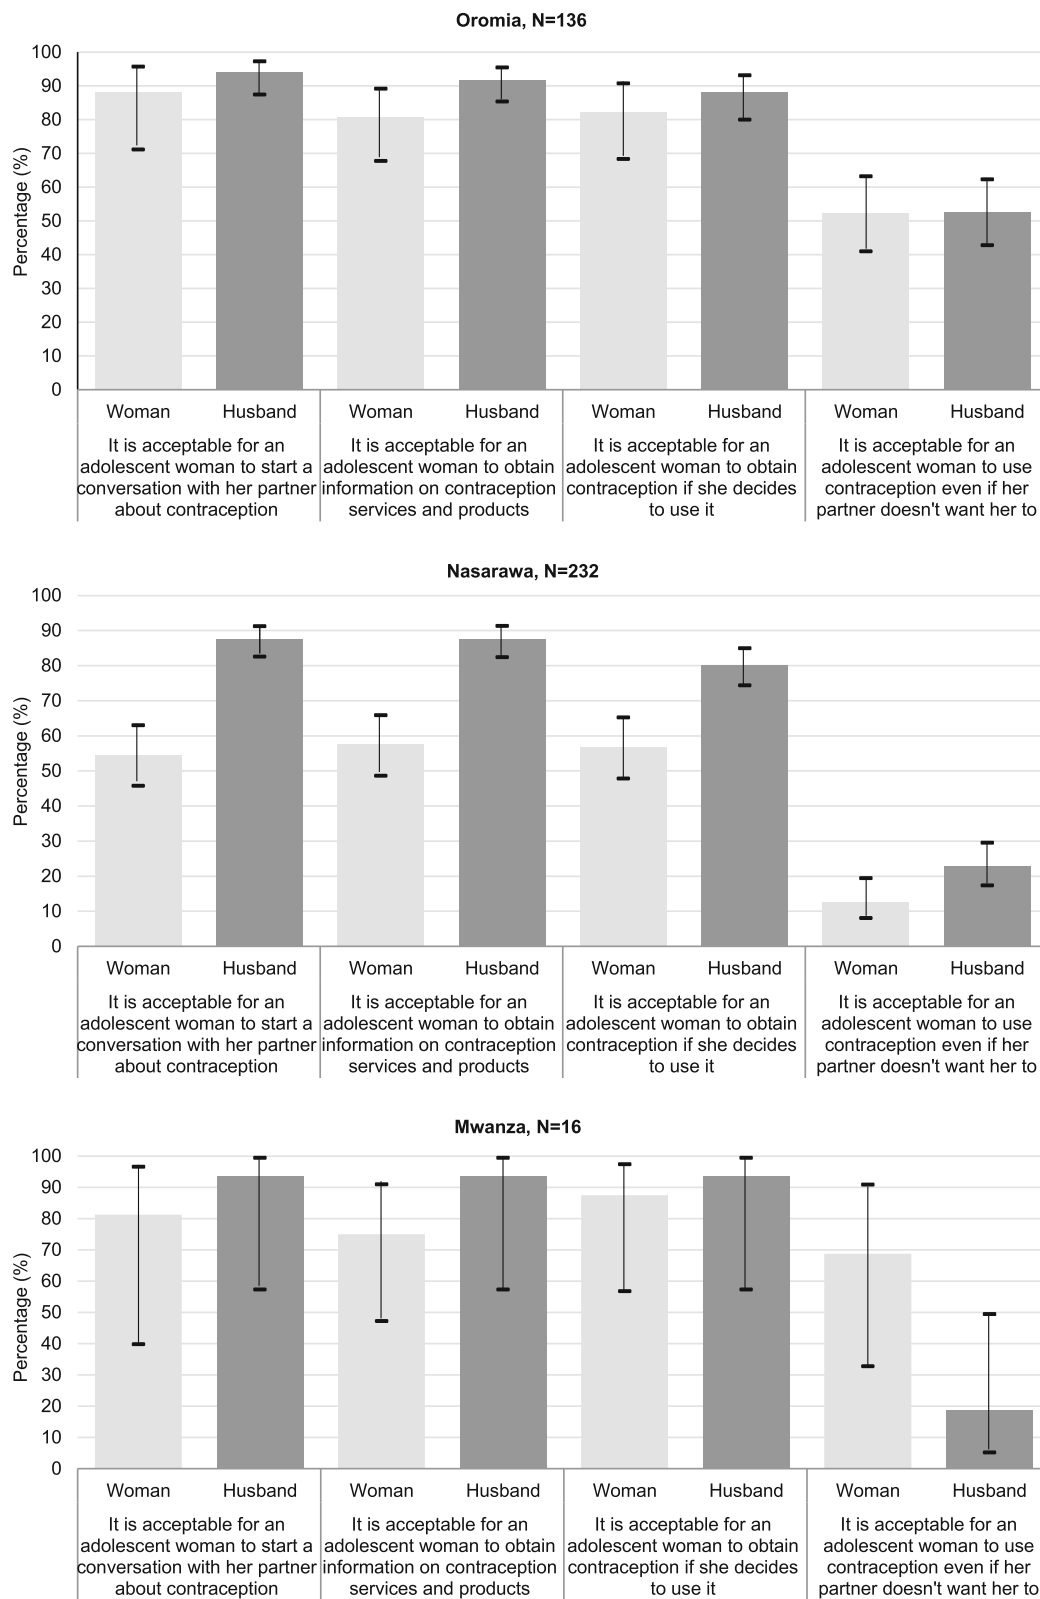 Oromia, N=136
100
90
80
70
60
50
40
30
20
10
0
Percentage (%)
Woman Husband Woman Husband Woman Husband Woman Husband
It is acceptable for an adolescent woman to start a conversation with her partner about contraception
It is acceptable for an adolescent woman to obtain information on contraception services and products
It is acceptable for an adolescent woman to obtain contraception if she decides to use it
It is acceptable for an adolescent woman to use contraception even if her partner doesn't want her to
Nasarawa, N=232
100
90
80
70
60
50
40
30
20
10
0
Percentage (%)
Woman Husband Woman Husband Woman Husband Woman Husband
It is acceptable for an adolescent woman to start a conversation with her partner about contraception
It is acceptable for an adolescent woman to obtain information on contraception services and products
It is acceptable for an adolescent woman to obtain contraception if she decides to use it
It is acceptable for an adolescent woman to use contraception even if her partner doesn't want her to
Mwanza, N=16
100
90
80
70
60
50
40
30
20
10
0
Percentage (%)
Woman Husband Woman Husband Woman Husband Woman Husband
It is acceptable for an adolescent woman to start a conversation with her partner about contraception
It is acceptable for an adolescent woman to obtain information on contraception services and products
It is acceptable for an adolescent woman to obtain contraception if she decides to use it
It is acceptable for an adolescent woman to use contraception even if her partner doesn't want her to